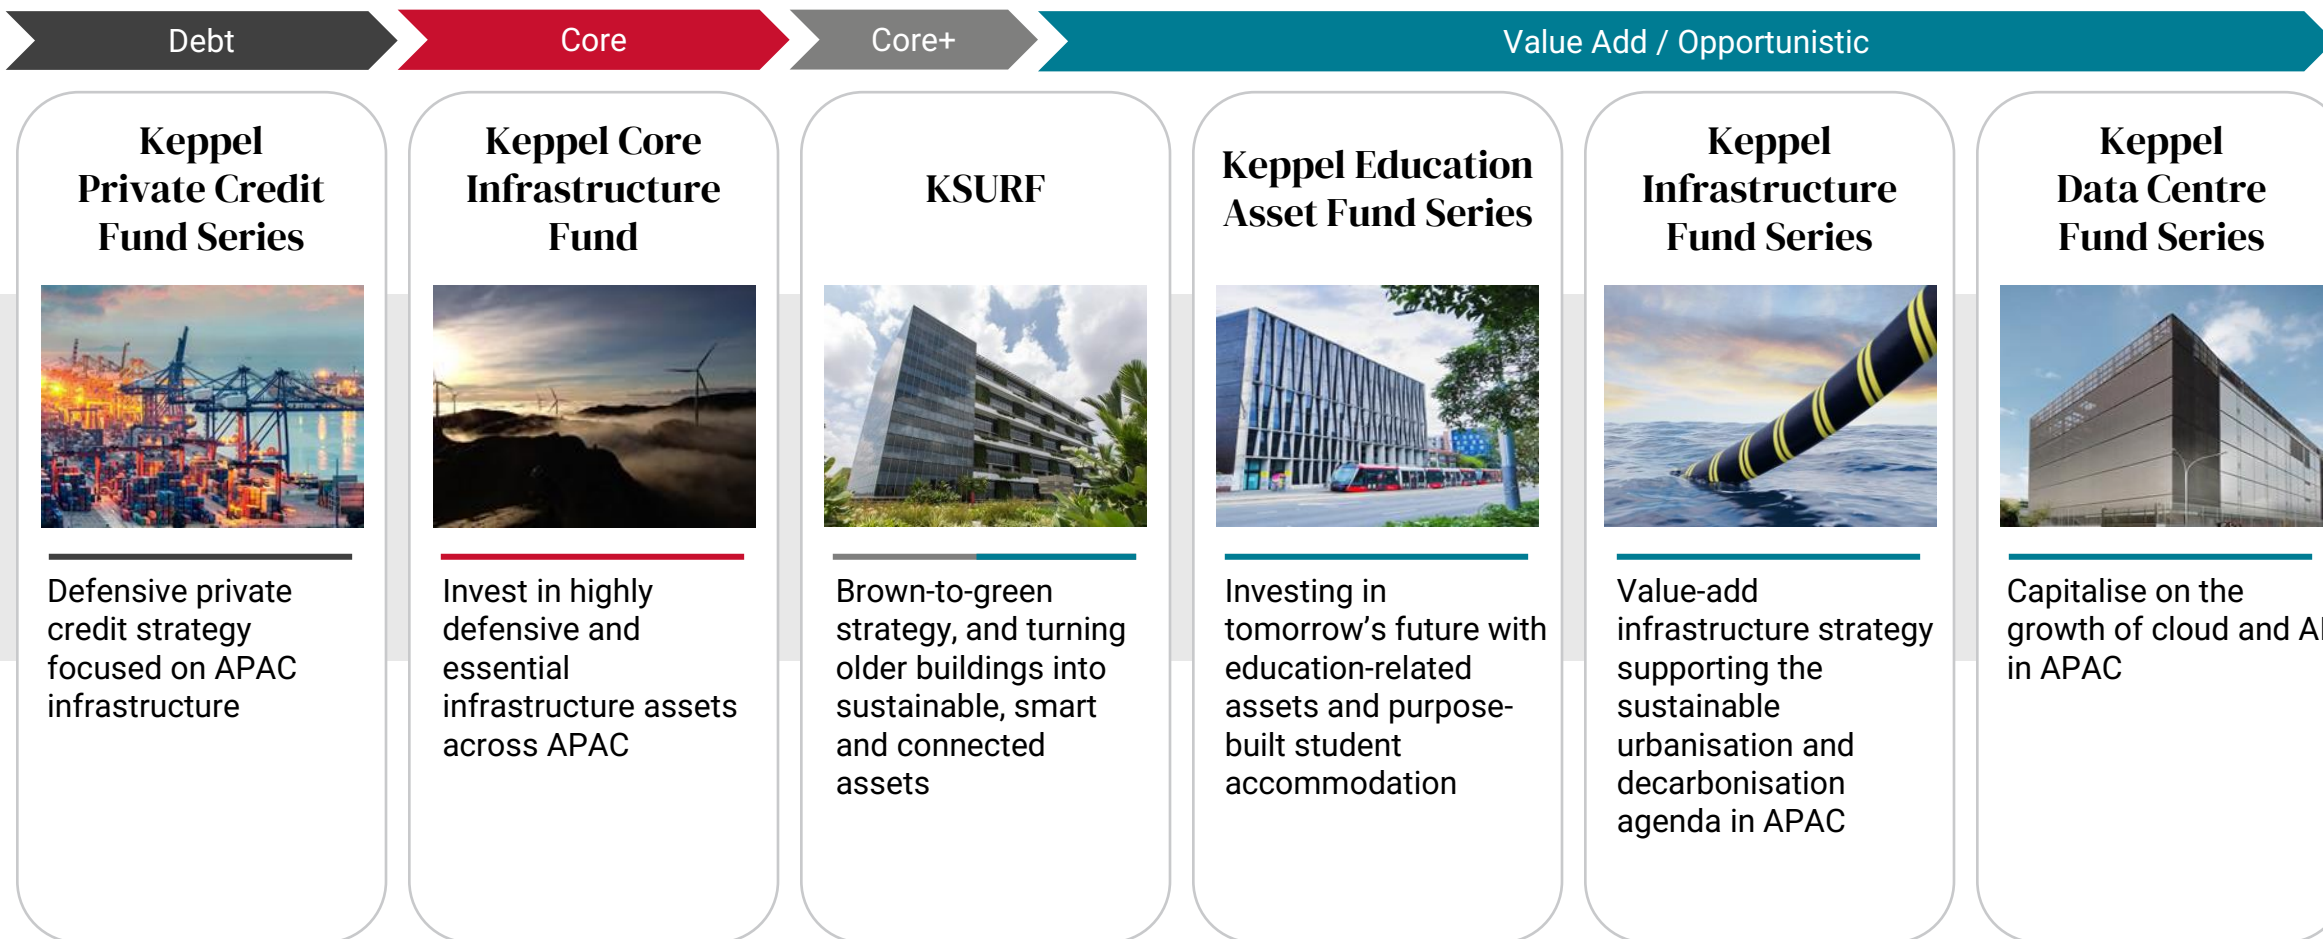 Debt
Core
Core+
Value Add / Opportunistic
Keppel
Private Credit
Fund Series
Defensive private
credit strategy
focused on APAC
infrastructure
Keppel Core
Infrastructure
Fund
Invest in highly
defensive and
essential
infrastructure assets
across APAC
KSURF
Brown-to-green
strategy, and turning
older buildings into
sustainable, smart
and connected
assets
Keppel Education
Asset Fund Series
Investing in
tomorrow’s future with
education-related
assets and purpose-
built student
accommodation
Keppel
Infrastructure
Fund Series
Value-add
infrastructure strategy
supporting the
sustainable
urbanisation and
decarbonisation
agenda in APAC
Keppel
Data Centre
Fund Series
Capitalise on the
growth of cloud and AI
in APAC